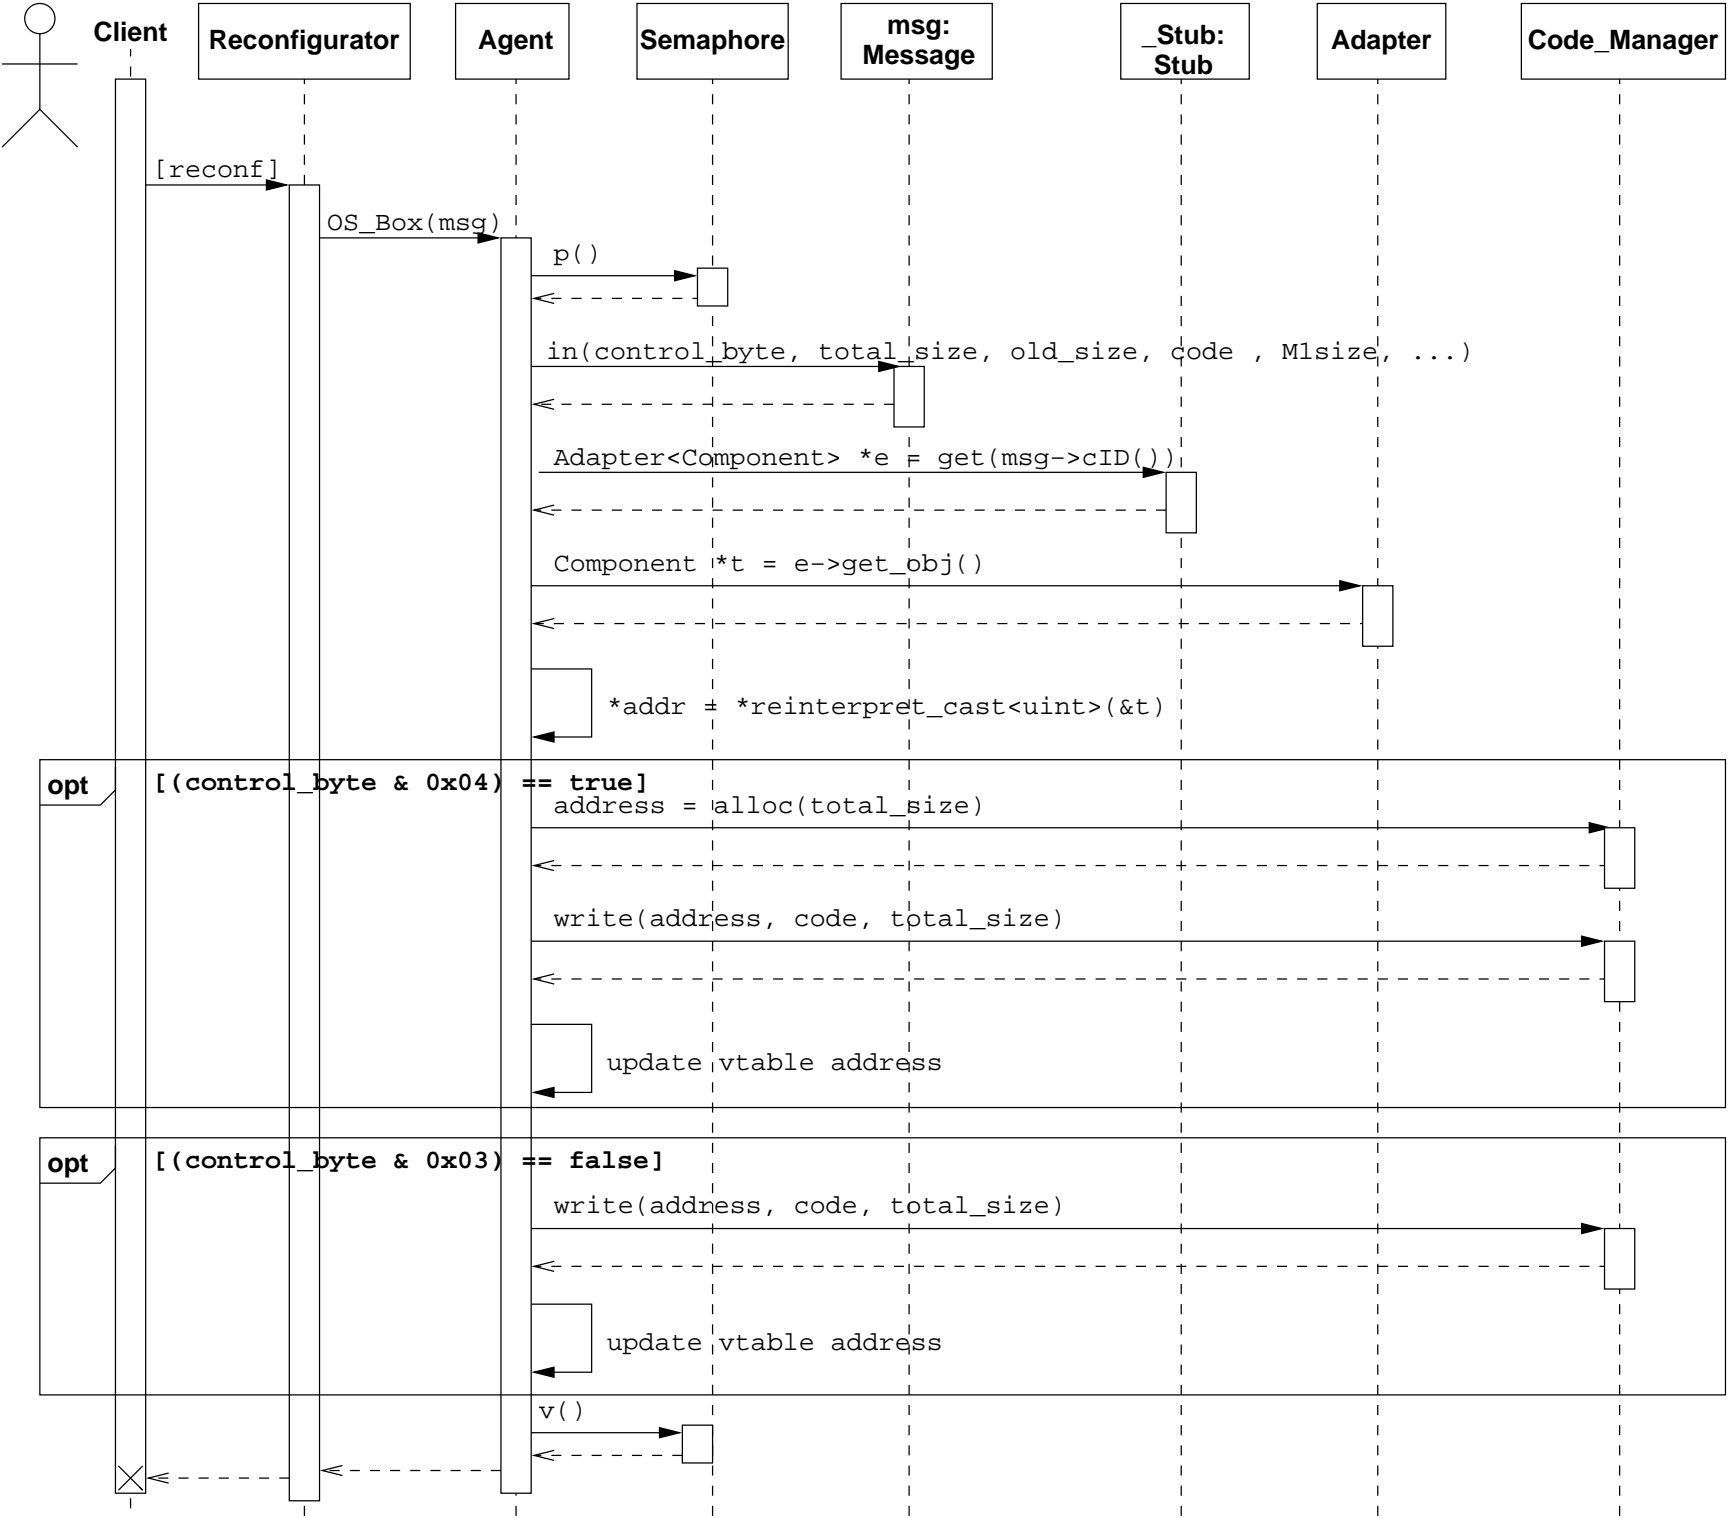 Client
Reconfigurator
Agent
Semaphore
msg:
Message
_Stub:
Stub
Adapter
Code_Manager
[reconf]
OS_Box(msg)
p()
in(control_byte, total_size, old_size, code , M1size, ...)
Adapter<Component> *e = get(msg->cID())
Component *t = e->get_obj()
*addr = *reinterpret_cast<uint>(&t)
opt
[(control_byte & 0x04) == true]
address = alloc(total_size)
write(address, code, total_size)
update vtable address
opt
[(control_byte & 0x03) == false]
write(address, code, total_size)
update vtable address
v()